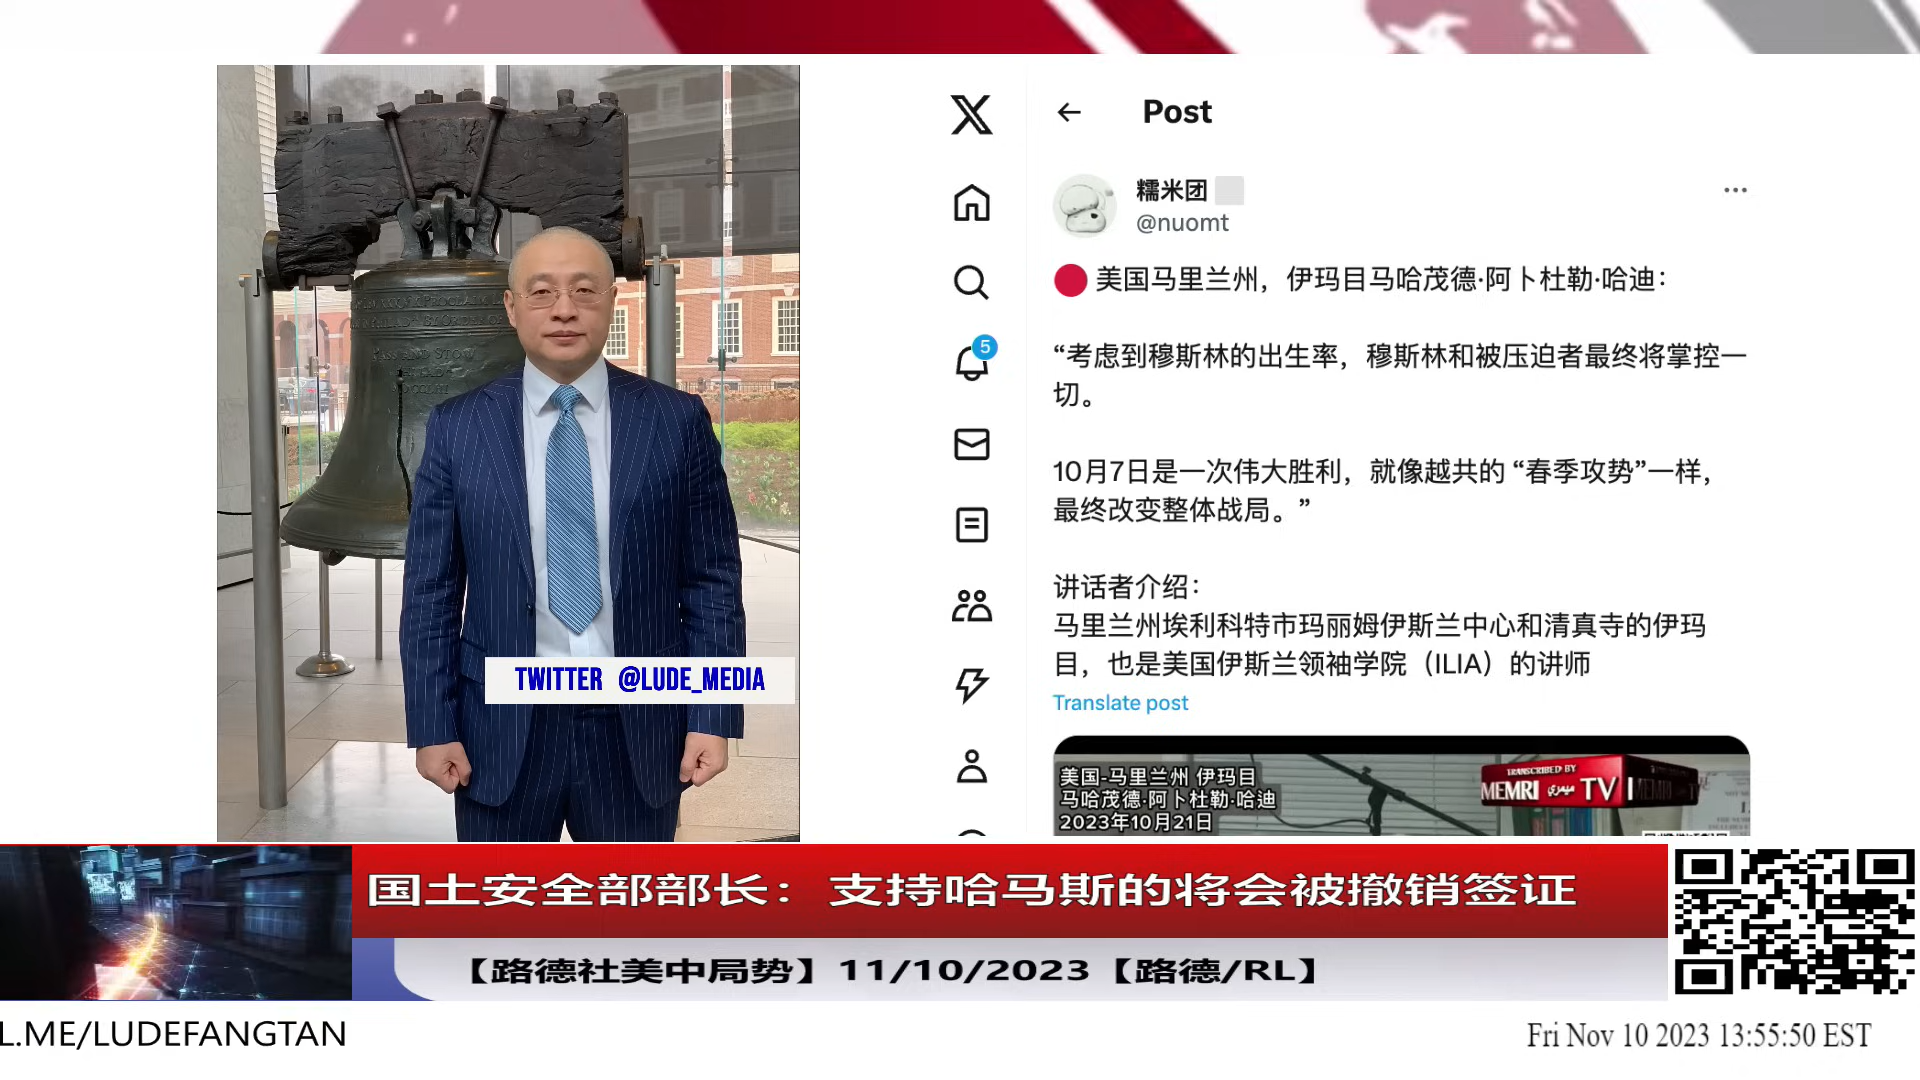 Post
糯米团
@nuomt
🔴 美国马里兰州，伊玛目马哈茂德·阿卜杜勒·哈迪：
“考虑到穆斯林的出生率，穆斯林和被压迫者最终将掌控一
切。
10月7日是一次伟大胜利，就像越共的 “春季攻势”一样，
最终改变整体战局。”
讲话者介绍：
马里兰州埃利科特市玛丽姆伊斯兰中心和清真寺的伊玛
目，也是美国伊斯兰领袖学院（ILIA）的讲师
Translate post
5
美国-马里兰州 伊玛目
马哈茂德·阿卜杜勒·哈迪
2023年10月21日
TRANSCRIBED BY
MEMRI ميمري TV
PASS AND STOW
TWITTER @LUDE_MEDIA
国土安全部部长：支持哈马斯的将会被撤销签证
【路德社美中局势】11/10/2023【路德/RL】
L.ME/LUDEFANGTAN
Fri Nov 10 2023 13:55:50 EST